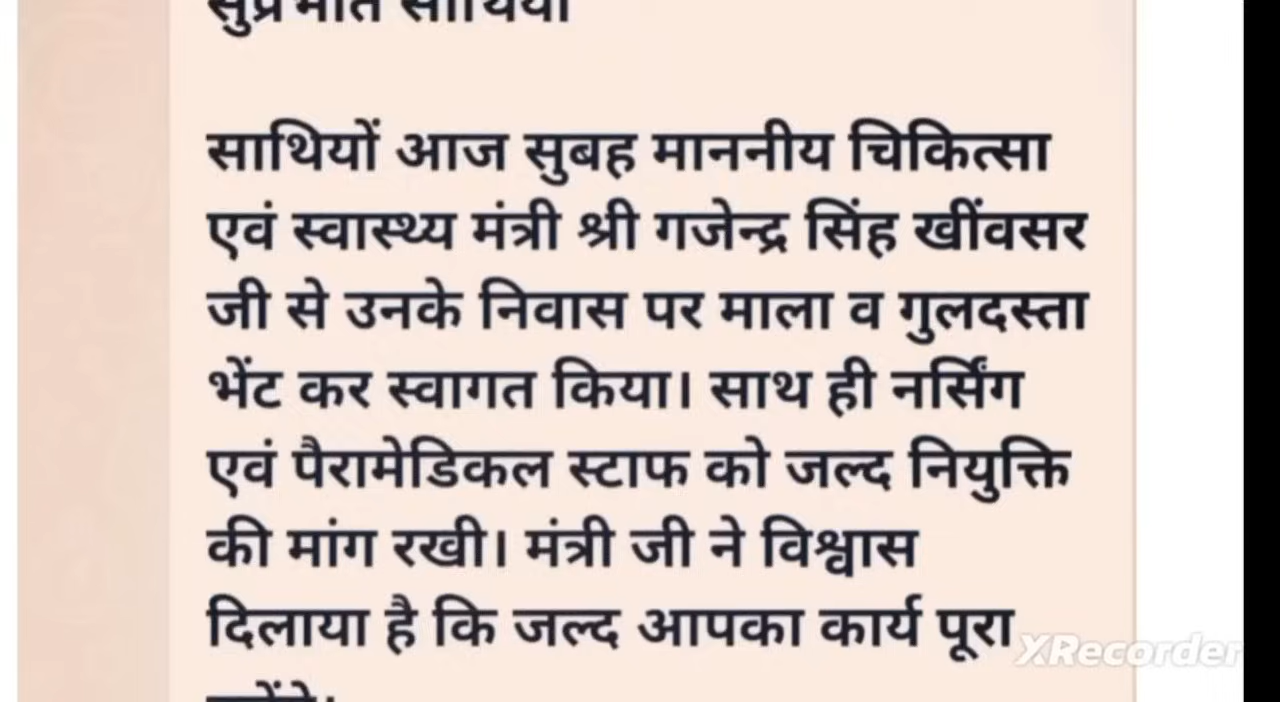 सुप्रभात साथियों
साथियों आज सुबह माननीय चिकित्सा
एवं स्वास्थ्य मंत्री श्री गजेन्द्र सिंह खींवसर
जी से उनके निवास पर माला व गुलदस्ता
भेंट कर स्वागत किया। साथ ही नर्सिंग
एवं पैरामेडिकल स्टाफ को जल्द नियुक्ति
की मांग रखी। मंत्री जी ने विश्वास
दिलाया है कि जल्द आपका कार्य पूरा
XRecorder